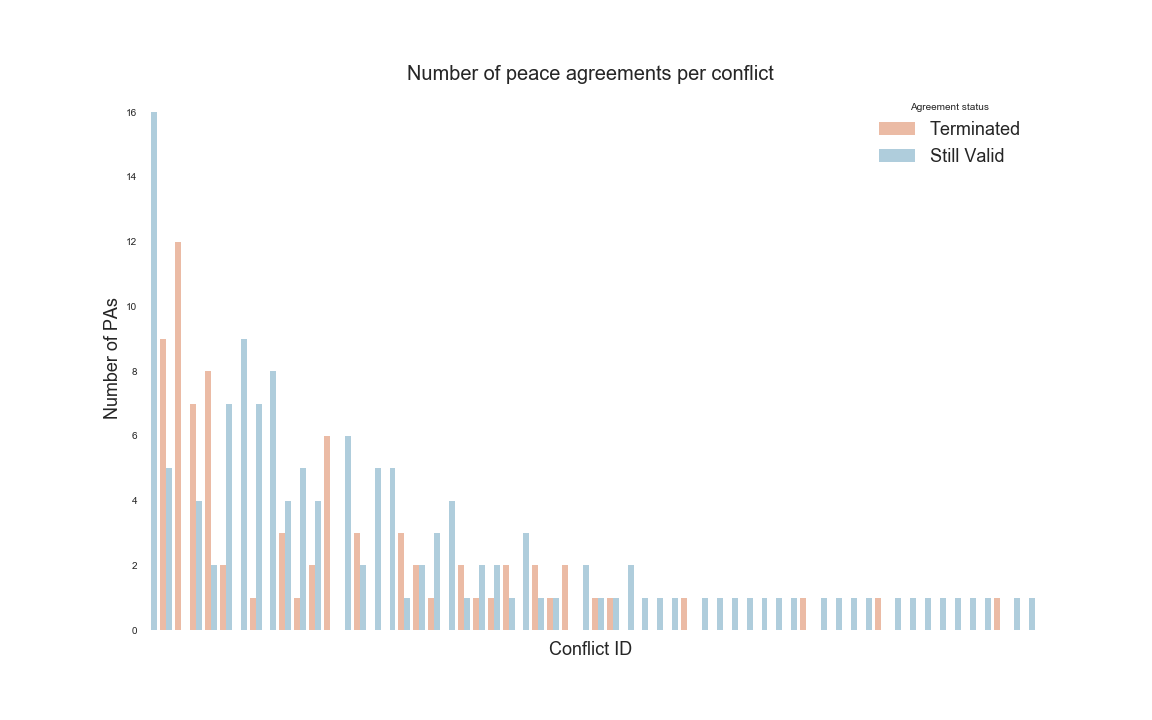 Number of peace agreements per conflict
Agreement status
Terminated
Still Valid
16
14
12
10
8
6
4
2
0
Number of PAs
Conflict ID